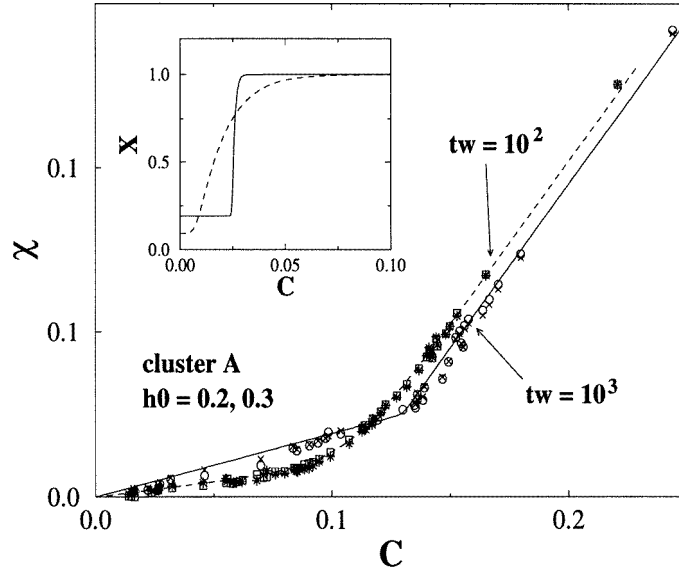 1.0
0.5
0.0
0.00
0.05
0.10
X
C
tw = 10²
0.1
χ
0.1
cluster A
h0 = 0.2, 0.3
tw = 10³
0.0
0.0
0.1
0.2
C